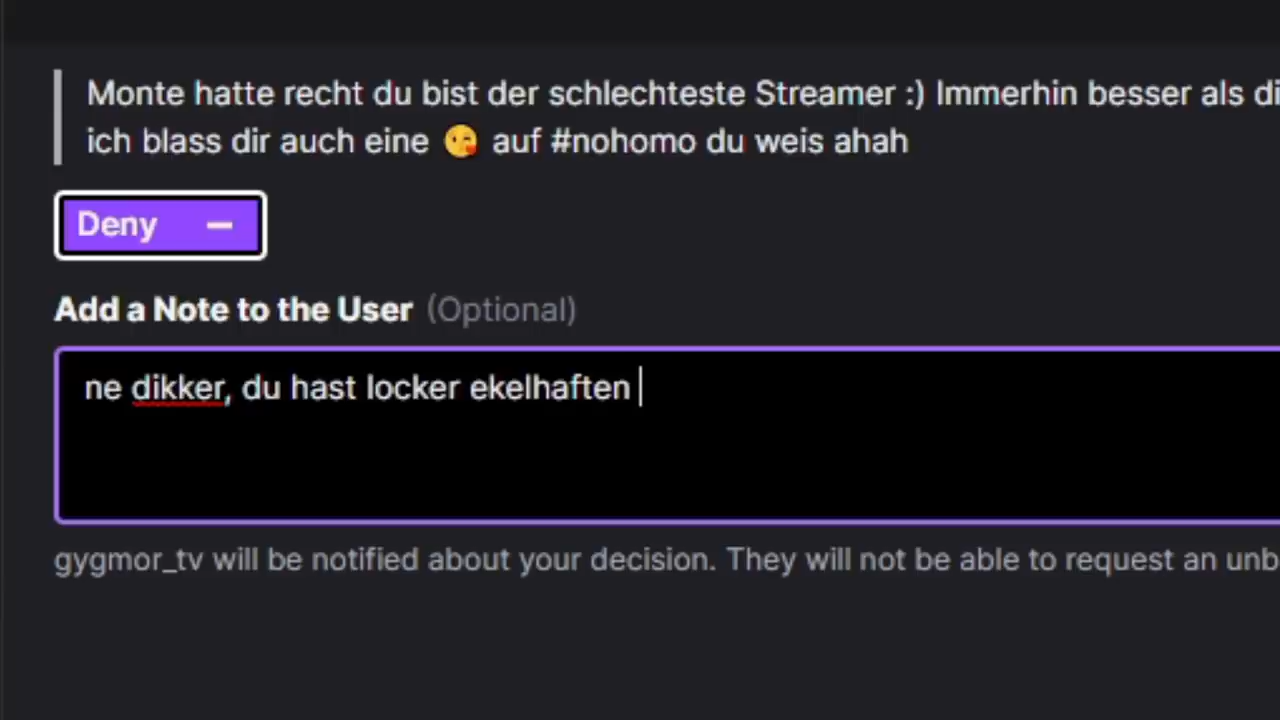 Monte hatte recht du bist der schlechteste Streamer :) Immerhin besser als
ich blass dir auch eine 😘 auf #nohomo du weis ahah
Deny —
Add a Note to the User (Optional)
ne dikker, du hast locker ekelhaften
gygmor_tv will be notified about your decision. They will not be able to request an